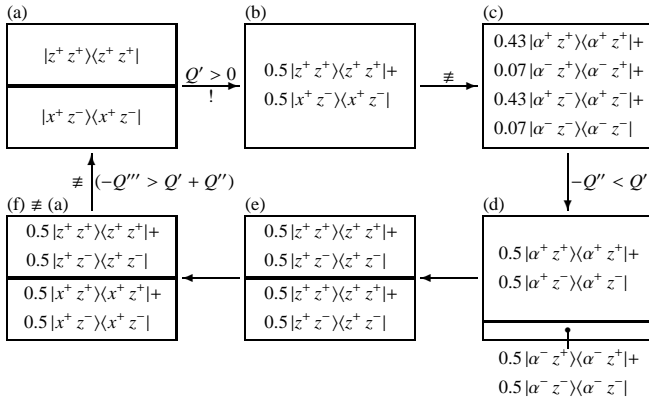 (a)
|z⁺ z⁺⟩⟨z⁺ z⁺|
|x⁺ z⁻⟩⟨x⁺ z⁻|
Q′ > 0
!
(b)
0.5 |z⁺ z⁺⟩⟨z⁺ z⁺|+
0.5 |x⁺ z⁻⟩⟨x⁺ z⁻|
≢
(c)
0.43 |α⁺ z⁺⟩⟨α⁺ z⁺|+
0.07 |α⁻ z⁺⟩⟨α⁻ z⁺|+
0.43 |α⁺ z⁻⟩⟨α⁺ z⁻|+
0.07 |α⁻ z⁻⟩⟨α⁻ z⁻|
−Q″ < Q′
(d)
0.5 |α⁺ z⁺⟩⟨α⁺ z⁺|+
0.5 |α⁺ z⁻⟩⟨α⁺ z⁻|
0.5 |α⁻ z⁺⟩⟨α⁻ z⁺|+
0.5 |α⁻ z⁻⟩⟨α⁻ z⁻|
(e)
0.5 |z⁺ z⁺⟩⟨z⁺ z⁺|+
0.5 |z⁺ z⁻⟩⟨z⁺ z⁻|
0.5 |z⁺ z⁺⟩⟨z⁺ z⁺|+
0.5 |z⁺ z⁻⟩⟨z⁺ z⁻|
(f) ≢ (a)
0.5 |z⁺ z⁺⟩⟨z⁺ z⁺|+
0.5 |z⁺ z⁻⟩⟨z⁺ z⁻|
0.5 |x⁺ z⁺⟩⟨x⁺ z⁺|+
0.5 |x⁺ z⁻⟩⟨x⁺ z⁻|
≢ (−Q‴ > Q′ + Q″)